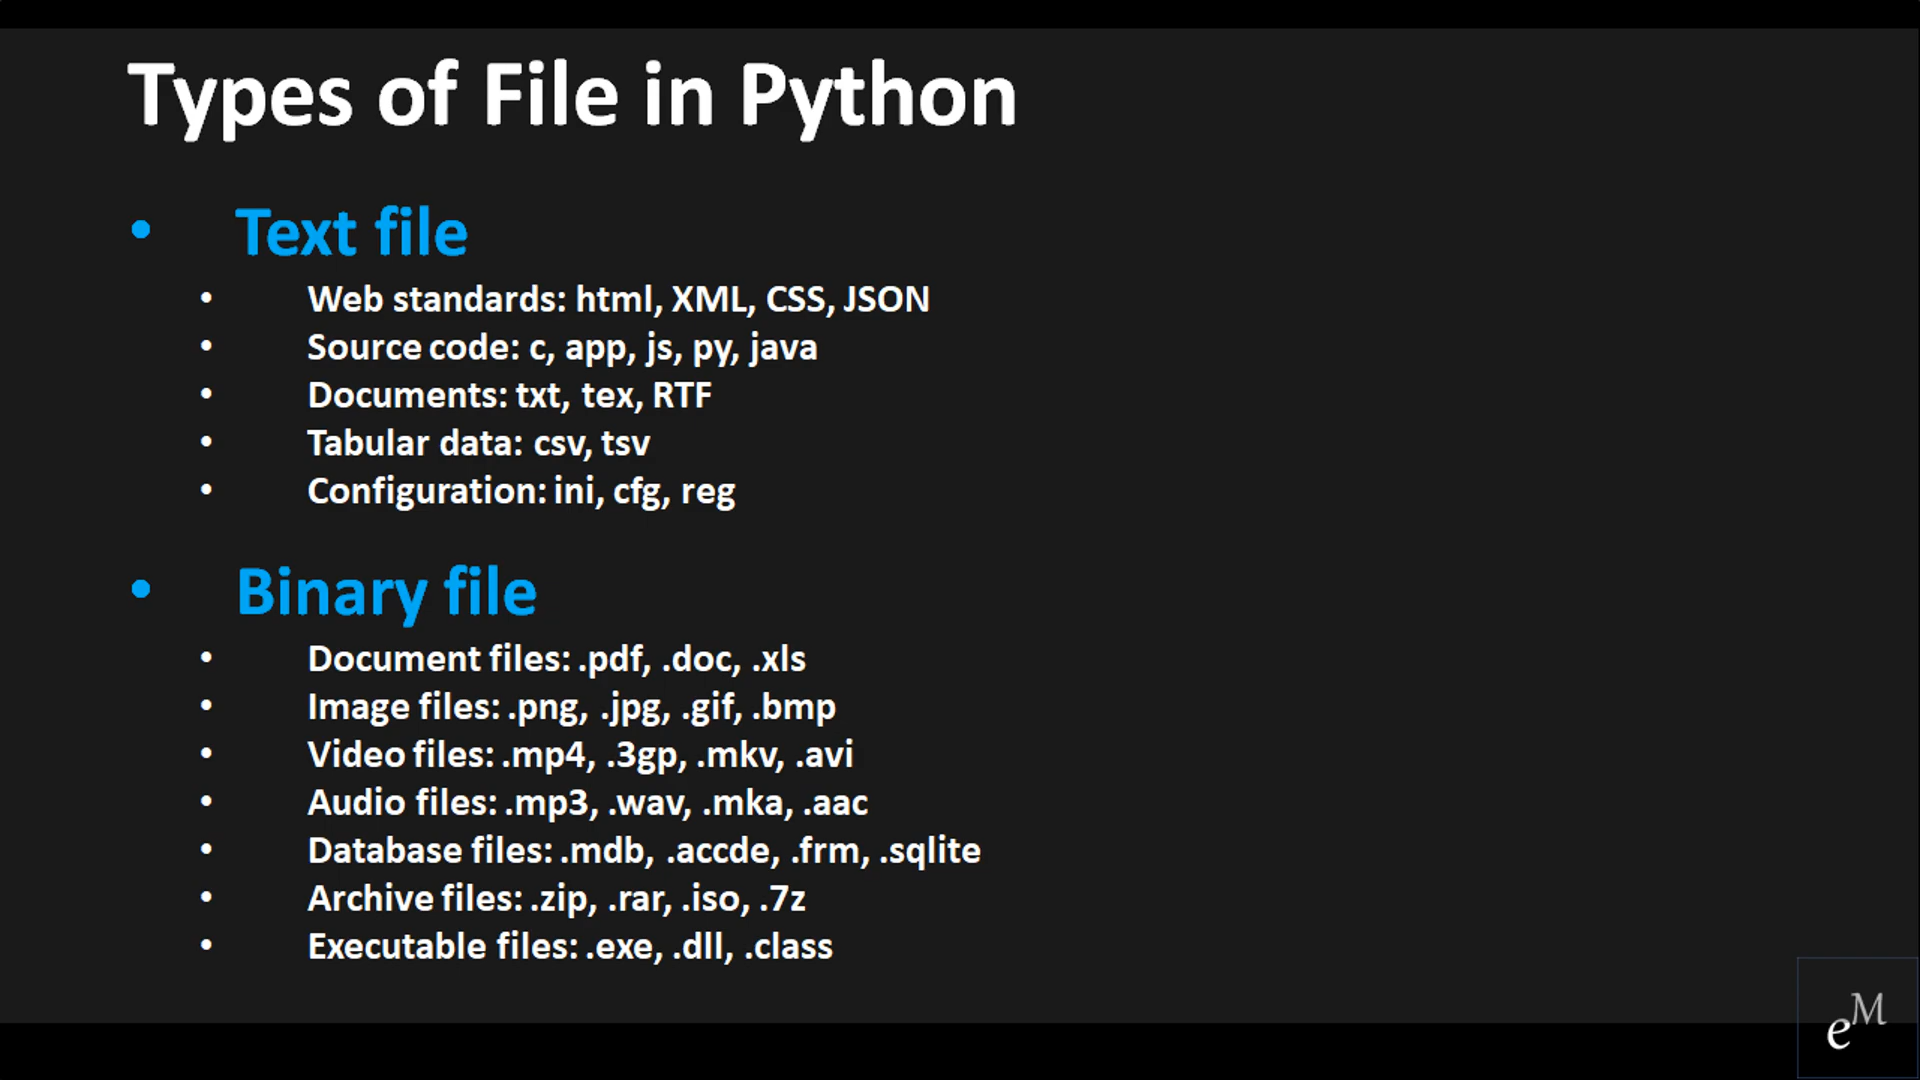 Types of File in Python
• Text file
• Web standards: html, XML, CSS, JSON
• Source code: c, app, js, py, java
• Documents: txt, tex, RTF
• Tabular data: csv, tsv
• Configuration: ini, cfg, reg
• Binary file
• Document files: .pdf, .doc, .xls
• Image files: .png, .jpg, .gif, .bmp
• Video files: .mp4, .3gp, .mkv, .avi
• Audio files: .mp3, .wav, .mka, .aac
• Database files: .mdb, .accde, .frm, .sqlite
• Archive files: .zip, .rar, .iso, .7z
• Executable files: .exe, .dll, .class
eM